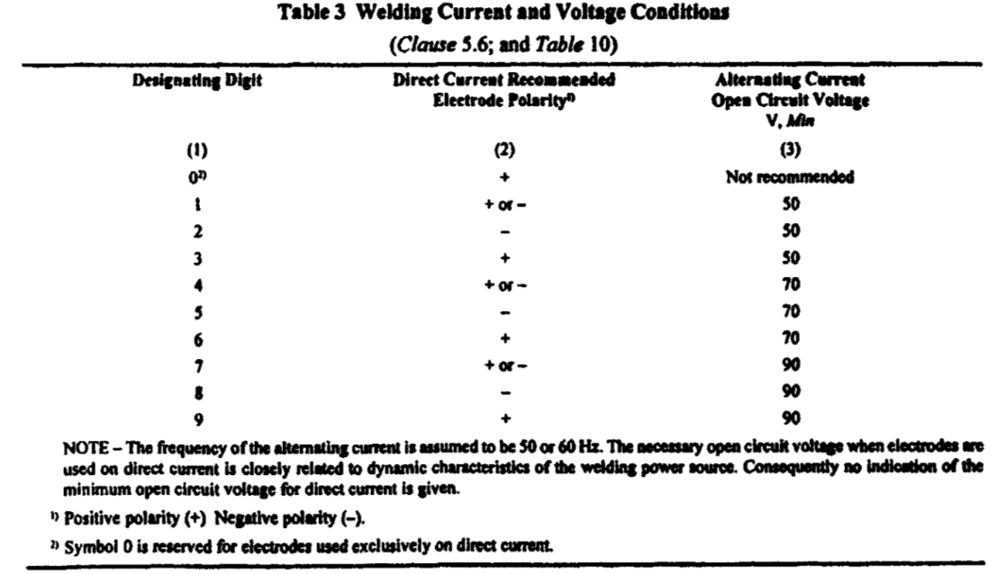 Table 3 Welding Current and Voltage Conditions
(Clause 5.6; and Table 10)
Designating Digit Direct Current Recommended Alternating Current
Electrode Polarity¹⁾ Open Circuit Voltage
V, Min
(1) (2) (3)
0²⁾ + Not recommended
1 + or – 50
2 – 50
3 + 50
4 + or – 70
5 – 70
6 + 70
7 + or – 90
8 – 90
9 + 90
NOTE – The frequency of the alternating current is assumed to be 50 or 60 Hz. The necessary open circuit voltage when electrodes are
used on direct current is closely related to dynamic characteristics of the welding power source. Consequently no indication of the
minimum open circuit voltage for direct current is given.
¹⁾ Positive polarity (+) Negative polarity (–).
²⁾ Symbol 0 is reserved for electrodes used exclusively on direct current.